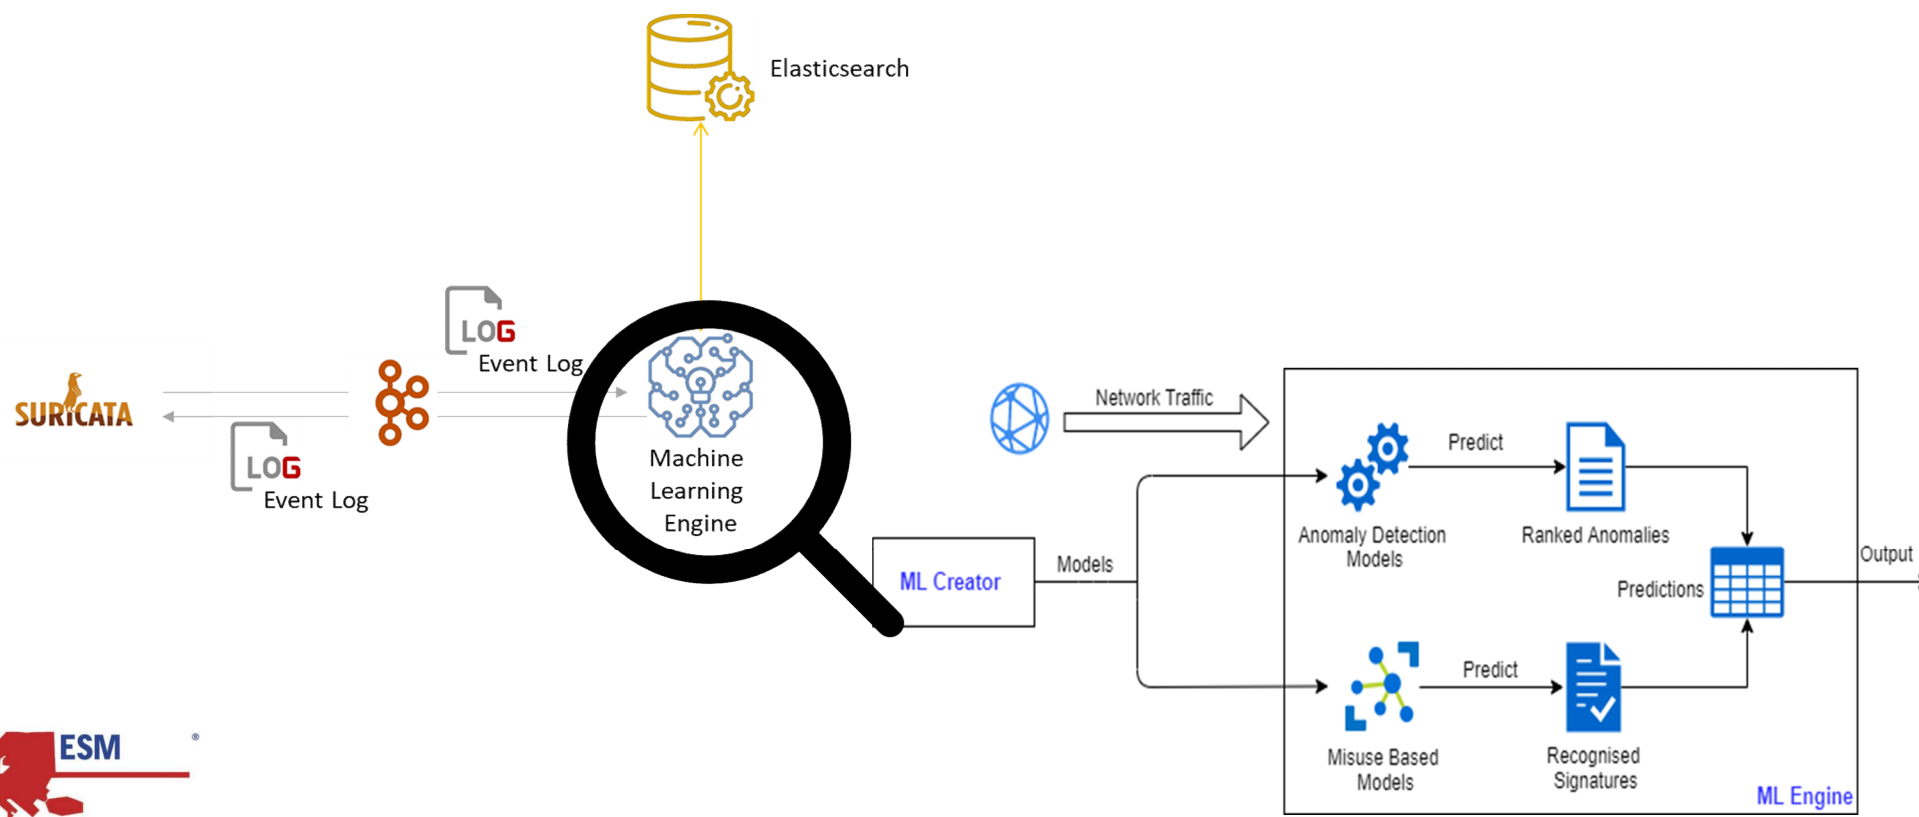 Elasticsearch
LOG
Event Log
SURICATA
LOG
Event Log
Machine
Learning
Engine
Network Traffic
Predict
Anomaly Detection
Models
Ranked Anomalies
Output
Models
ML Creator
Predictions
Predict
Misuse Based
Models
Recognised
Signatures
ML Engine
ESM
®